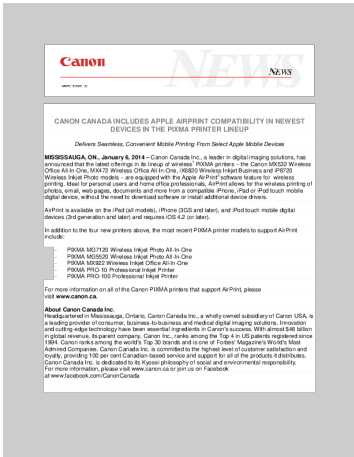 Canon
NEWS
NEWS
CANON CANADA INCLUDES APPLE AIRPRINT COMPATIBILITY IN NEWEST
DEVICES IN THE PIXMA PRINTER LINEUP
Delivers Seamless, Convenient Mobile Printing From Select Apple Mobile Devices
MISSISSAUGA, ON., January 6, 2014 – Canon Canada Inc., a leader in digital imaging solutions, has
announced that the latest offerings in its lineup of wireless¹ PIXMA printers – the Canon MX532 Wireless
Office All-In-One, MX472 Wireless Office All-In-One, iX6820 Wireless Inkjet Business and iP8720
Wireless Inkjet Photo models – are equipped with the Apple AirPrint² software feature for wireless
printing. Ideal for personal users and home office professionals, AirPrint allows for the wireless printing of
photos, email, web pages, documents and more from a compatible iPhone, iPad or iPod touch mobile
digital device, without the need to download software or install additional device drivers.
AirPrint is available on the iPad (all models), iPhone (3GS and later), and iPod touch mobile digital
devices (3rd generation and later) and requires iOS 4.2 (or later).
In addition to the four new printers above, the most recent PIXMA printer models to support AirPrint
include:
- PIXMA MG7120 Wireless Inkjet Photo All-In-One
- PIXMA MG5520 Wireless Inkjet Photo All-In-One
- PIXMA MX922 Wireless Inkjet Office All-In-One
- PIXMA PRO-10 Professional Inkjet Printer
- PIXMA PRO-100 Professional Inkjet Printer
For more information on all of the Canon PIXMA printers that support AirPrint, please
visit www.canon.ca.
About Canon Canada Inc.
Headquartered in Mississauga, Ontario, Canon Canada Inc., a wholly owned subsidiary of Canon USA, is
a leading provider of consumer, business-to-business and medical digital imaging solutions. Innovation
and cutting-edge technology have been essential ingredients in Canon's success. With almost $46 billion
in global revenue, its parent company, Canon Inc., ranks among the Top 4 in US patents registered since
1994. Canon ranks among the world's Top 30 brands and is one of Forbes' Magazine's World's Most
Admired Companies. Canon Canada Inc. is committed to the highest level of customer satisfaction and
loyalty, providing 100 per cent Canadian-based service and support for all of the products it distributes.
Canon Canada Inc. is dedicated to its Kyosei philosophy of social and environmental responsibility.
For more information, please visit www.canon.ca or join us on Facebook
at www.facebook.com/CanonCanada